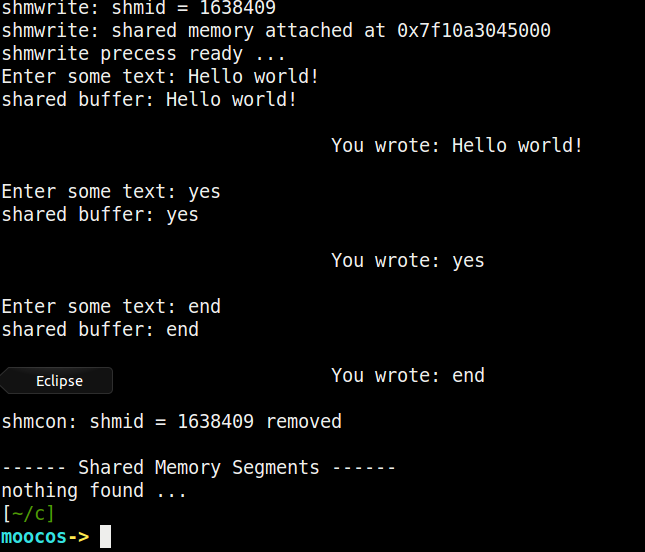 shmwrite: shmid = 1638409
shmwrite: shared memory attached at 0x7f10a3045000
shmwrite precess ready ...
Enter some text: Hello world!
shared buffer: Hello world!
You wrote: Hello world!
Enter some text: yes
shared buffer: yes
You wrote: yes
Enter some text: end
shared buffer: end
You wrote: end
Eclipse
shmcon: shmid = 1638409 removed
------ Shared Memory Segments ------
nothing found ...
[~/c]
moocos->